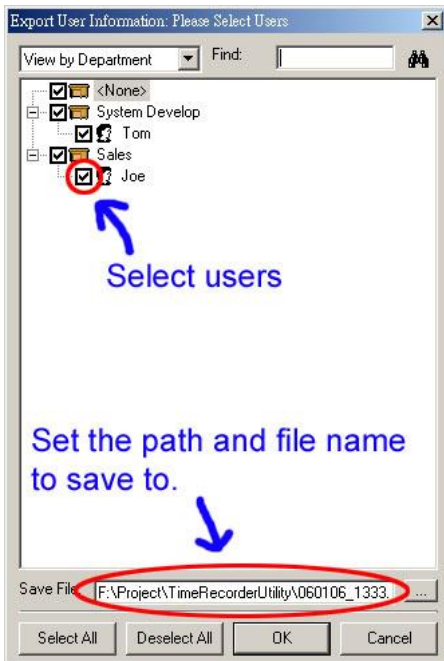 Export User Information: Please Select Users
View by Department Find:
<None>
System Develop
Tom
Sales
Joe
Select users
Set the path and file name
to save to.
Save File F:\Project\TimeRecorderUtility\060106_1333. ...
Select All Deselect All OK Cancel